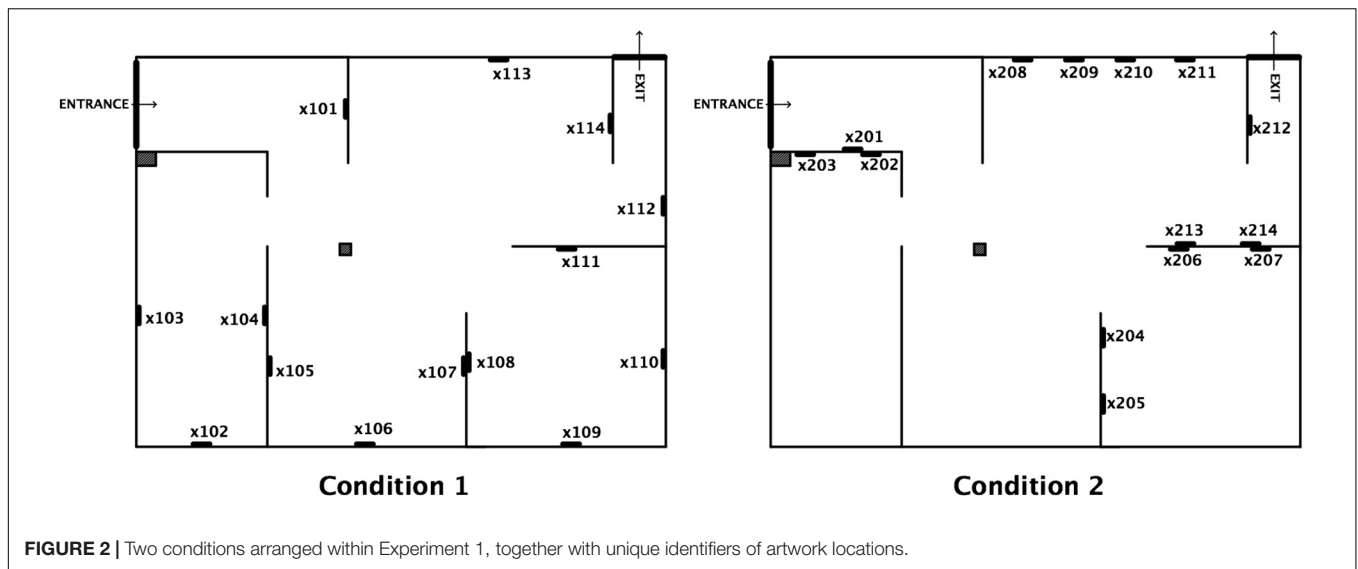 x113
ENTRANCE
EXIT
x101
x114
x112
x111
x103
x104
x105
x107
x108
x110
x102
x106
x109
Condition 1
x208
x209
x210
x211
ENTRANCE
EXIT
x201
x212
x203
x202
x213
x214
x206
x207
x204
x205
Condition 2
FIGURE 2 | Two conditions arranged within Experiment 1, together with unique identifiers of artwork locations.